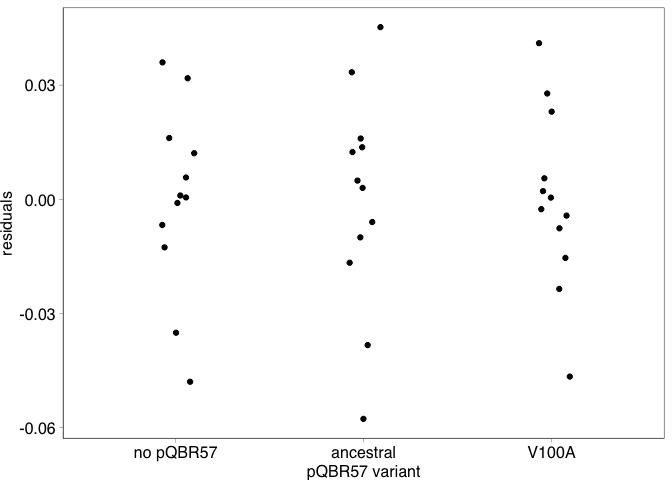 0.03
0.00
-0.03
-0.06
residuals
no pQBR57 ancestral V100A
pQBR57 variant